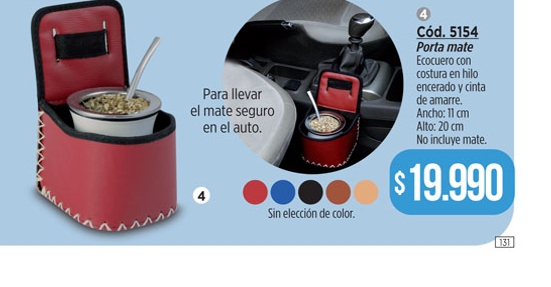 Para llevar
el mate seguro
en el auto.
4
Cód. 5154
Porta mate
Ecocuero con
costura en hilo
encerado y cinta
de amarre.
Ancho: 11 cm
Alto: 20 cm
No incluye mate.
4
Sin elección de color.
$19.990
131